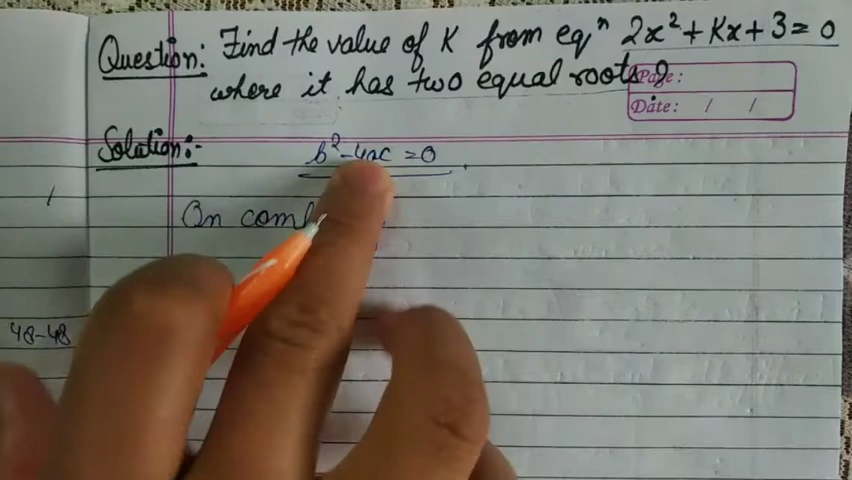 Question: Find the value of K from eqⁿ 2x² + Kx + 3 = 0
where it has two equal roots?
Page:
Date: / /
Solution:-
b² - 4ac = 0
On
48-48